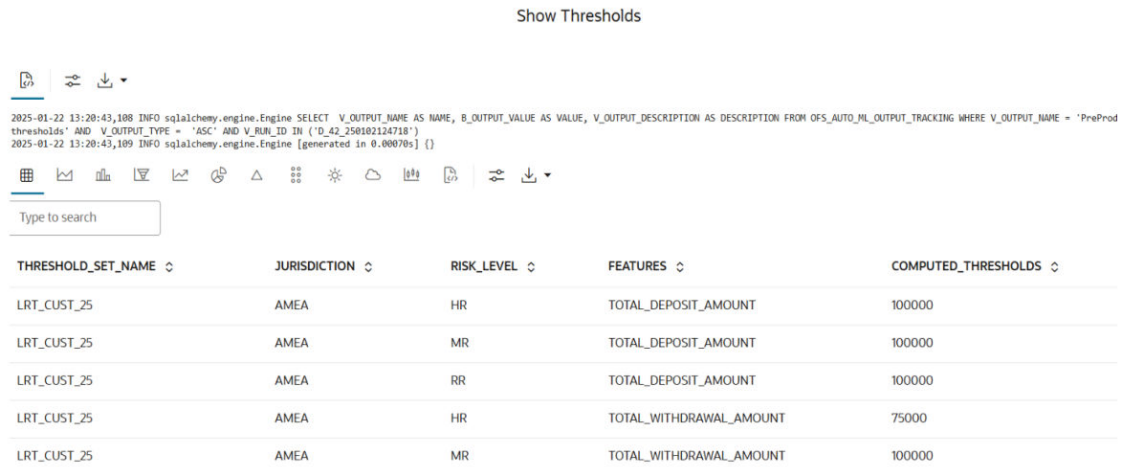 Show Thresholds
2025-01-22 13:20:43,108 INFO sqlalchemy.engine.Engine SELECT  V_OUTPUT_NAME AS NAME, B_OUTPUT_VALUE AS VALUE, V_OUTPUT_DESCRIPTION AS DESCRIPTION FROM OFS_AUTO_ML_OUTPUT_TRACKING WHERE V_OUTPUT_NAME = 'PreProd
thresholds' AND  V_OUTPUT_TYPE =  'ASC' AND V_RUN_ID IN ('D_42_250102124718')
2025-01-22 13:20:43,109 INFO sqlalchemy.engine.Engine [generated in 0.00070s] {}
Type to search
THRESHOLD_SET_NAME JURISDICTION RISK_LEVEL FEATURES COMPUTED_THRESHOLDS
LRT_CUST_25 AMEA HR TOTAL_DEPOSIT_AMOUNT 100000
LRT_CUST_25 AMEA MR TOTAL_DEPOSIT_AMOUNT 100000
LRT_CUST_25 AMEA RR TOTAL_DEPOSIT_AMOUNT 100000
LRT_CUST_25 AMEA HR TOTAL_WITHDRAWAL_AMOUNT 75000
LRT_CUST_25 AMEA MR TOTAL_WITHDRAWAL_AMOUNT 100000